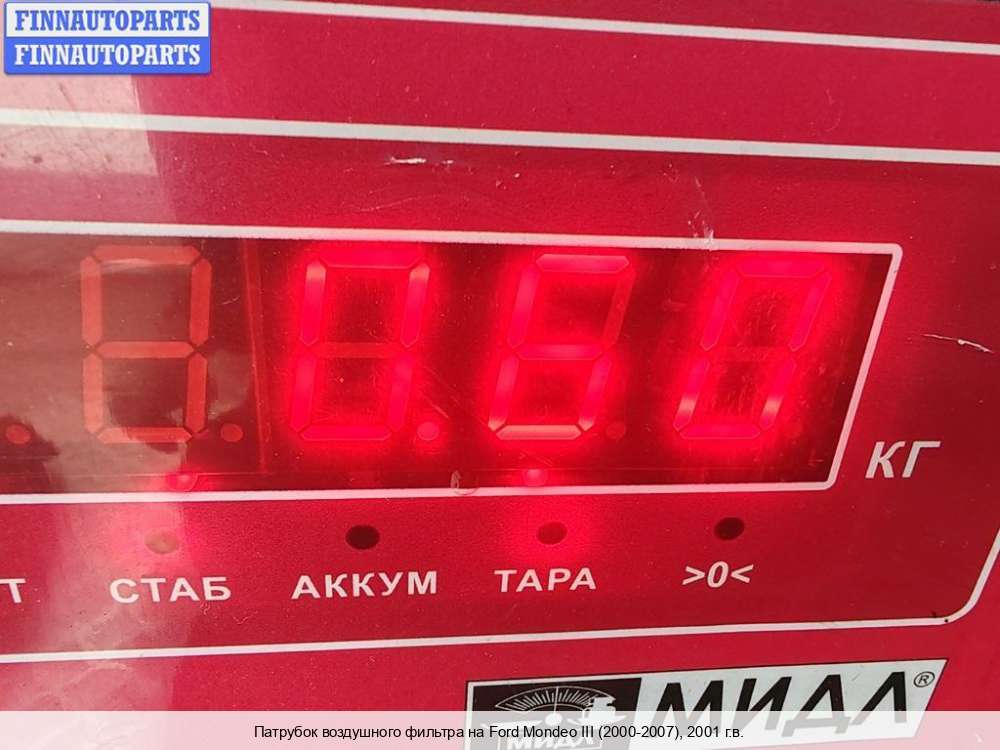 FINNAUTOPARTS
FINNAUTOPARTS
0.60
КГ
Т СТАБ АККУМ ТАРА >0<
МИДЛ®
Патрубок воздушного фильтра на Ford Mondeo III (2000-2007), 2001 г.в.